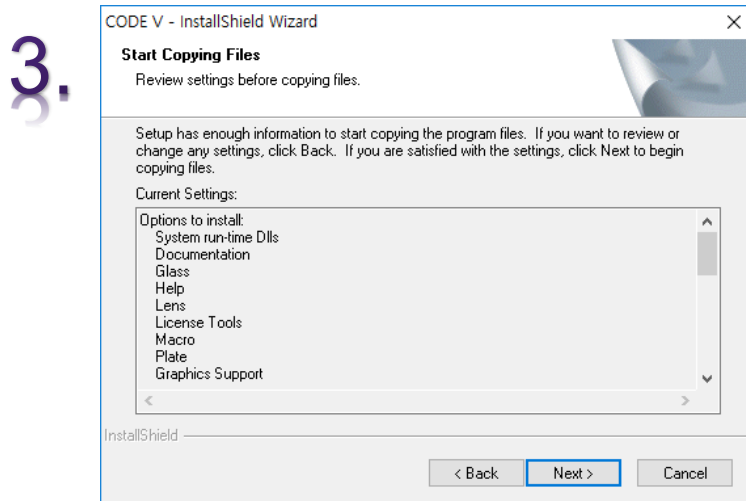 3.
CODE V - InstallShield Wizard
Start Copying Files
Review settings before copying files.
Setup has enough information to start copying the program files. If you want to review or
change any settings, click Back. If you are satisfied with the settings, click Next to begin
copying files.
Current Settings:
Options to install:
System run-time Dlls
Documentation
Glass
Help
Lens
License Tools
Macro
Plate
Graphics Support
InstallShield
< Back
Next >
Cancel